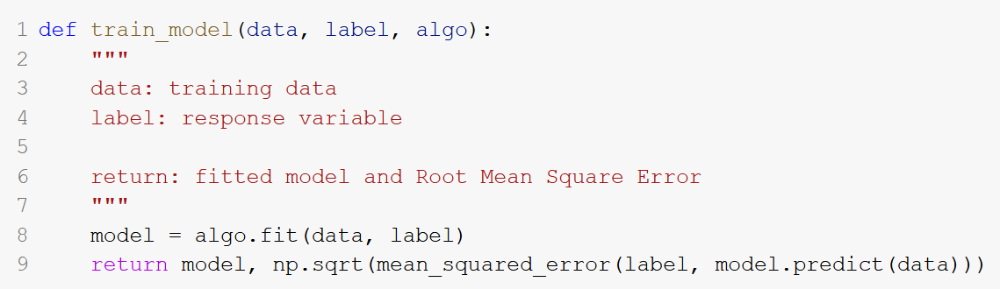 1 def train_model(data, label, algo):
2     """
3     data: training data
4     label: response variable
5
6     return: fitted model and Root Mean Square Error
7     """
8     model = algo.fit(data, label)
9     return model, np.sqrt(mean_squared_error(label, model.predict(data)))